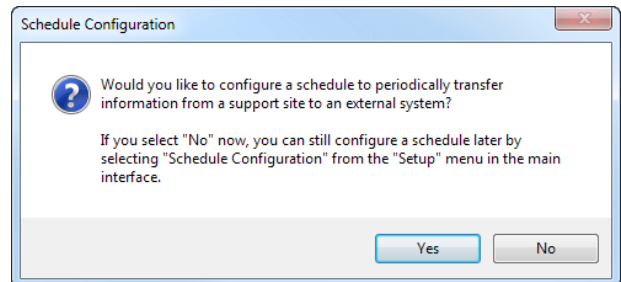 Schedule Configuration
Would you like to configure a schedule to periodically transfer
information from a support site to an external system?
If you select "No" now, you can still configure a schedule later by
selecting "Schedule Configuration" from the "Setup" menu in the main
interface.
Yes No